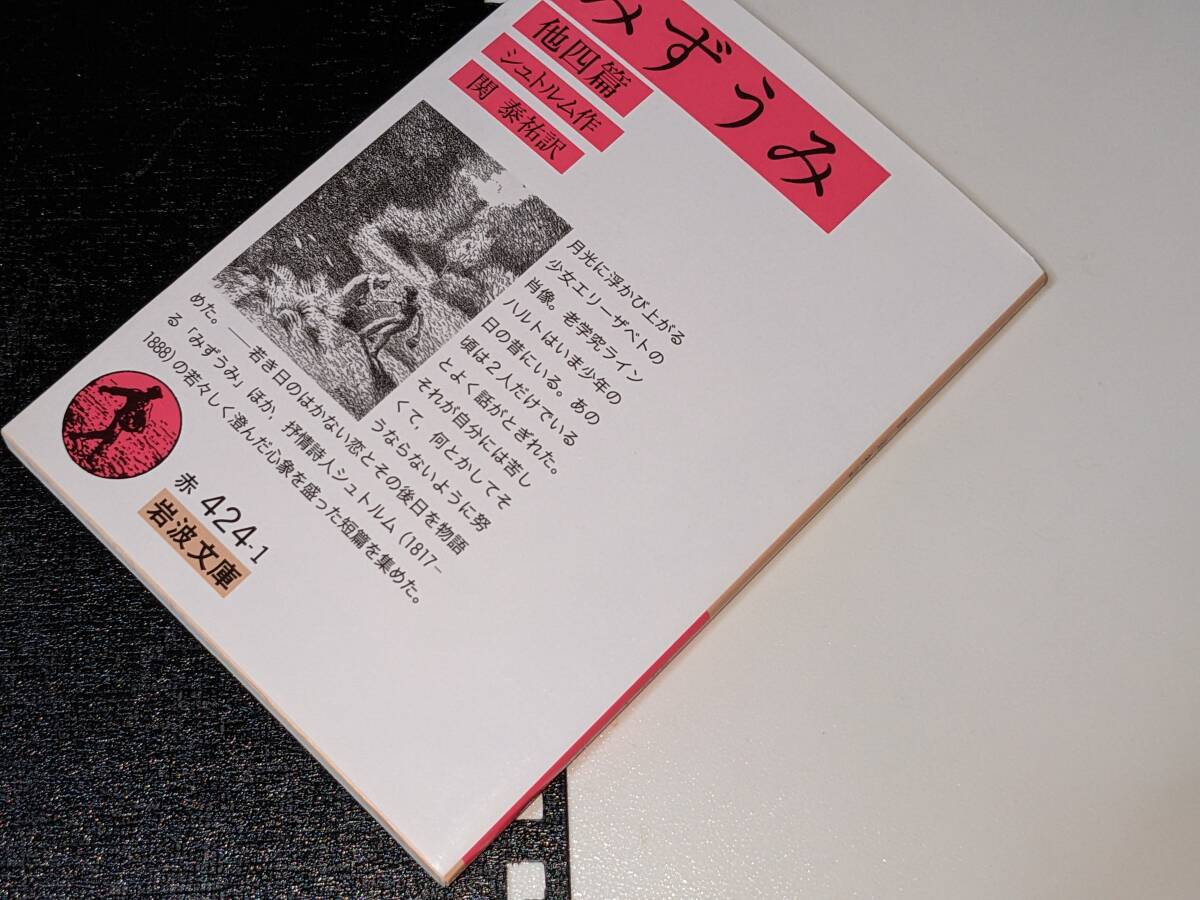 みずうみ
他四篇
シュトルム作
関 泰祐訳
月光に浮かび上がる
少女エリーザベトの
肖像。老学究ライン
ハルトはいま少年の
日の昔にいる。あの
頃は2人だけでいる
とよく話がとぎれた。
それが自分には苦し
くて、何とかしてそ
うならないように努
めた。――若き日のはかない恋とその後日を物語
る「みずうみ」ほか、抒情詩人シュトルム(1817–
1888)の若々しく澄んだ心象を盛った短篇を集めた。
赤 424-1
岩波文庫